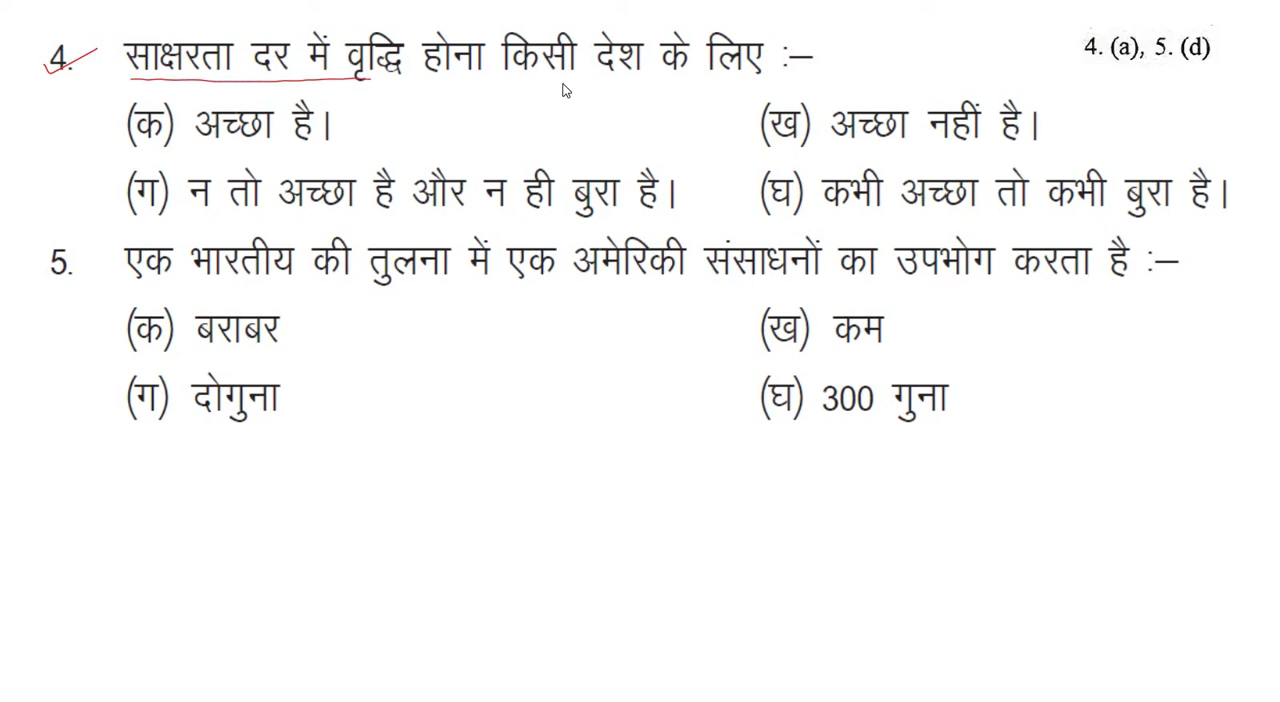 4. साक्षरता दर में वृद्धि होना किसी देश के लिए :–
4. (a), 5. (d)
(क) अच्छा है। (ख) अच्छा नहीं है।
(ग) न तो अच्छा है और न ही बुरा है। (घ) कभी अच्छा तो कभी बुरा है।
5. एक भारतीय की तुलना में एक अमेरिकी संसाधनों का उपभोग करता है :–
(क) बराबर (ख) कम
(ग) दोगुना (घ) 300 गुना